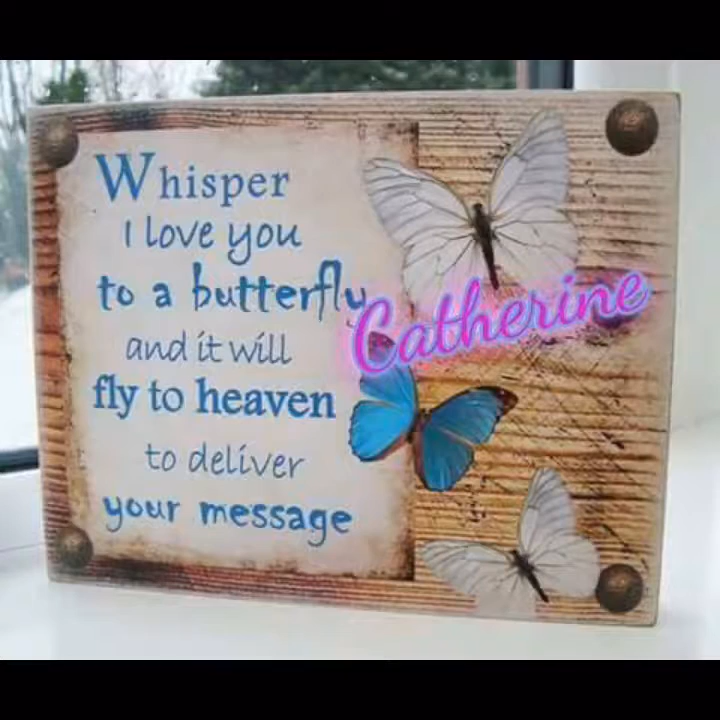 Whisper
I love you
to a butterfly
Catherine
and it will
fly to heaven
to deliver
your message